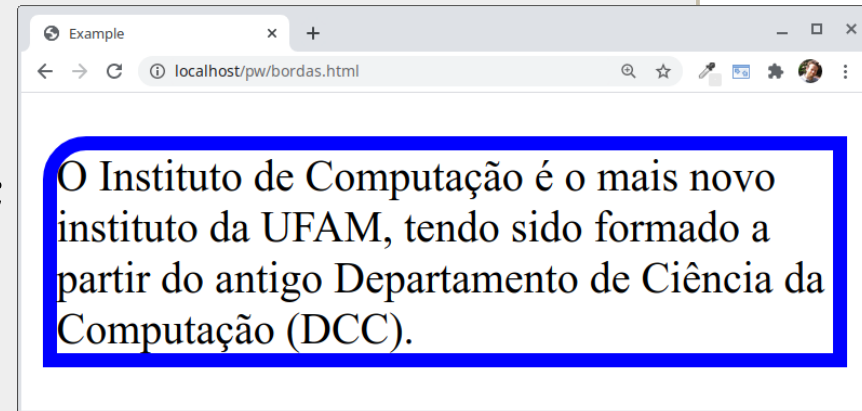 Example
localhost/pw/bordas.html
O Instituto de Computação é o mais novo
instituto da UFAM, tendo sido formado a
partir do antigo Departamento de Ciência da
Computação (DCC).